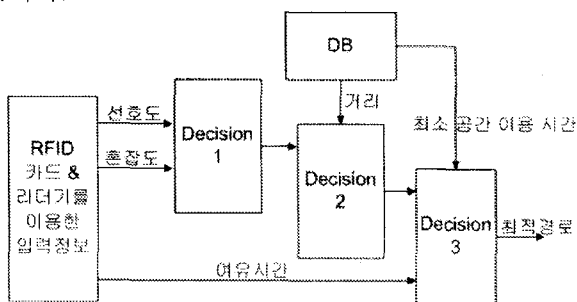 DB
선호도
거리
RFID
카드 &
리더기를
이용한
입력정보
Decision
1
혼잡도
최소 공간 이용 시간
Decision
2
Decision
3
최적경로
여유시간